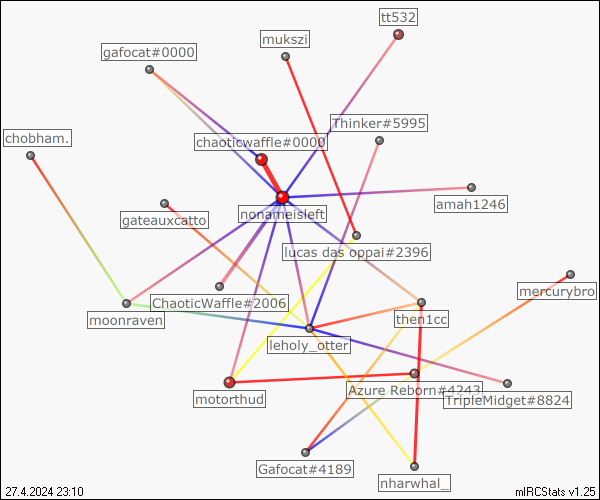 tt532
mukszi
gafocat#0000
Thinker#5995
chobham.
chaoticwaffle#0000
amah1246
nonameisleft
gateauxcatto
lucas das oppai#2396
mercurybro
ChaoticWaffle#2006
moonraven
then1cc
leholy_otter
Azure Reborn#4243
motorthud
TripleMidget#8824
Gafocat#4189
nharwhal_
27.4.2024 23:10
mIRCStats v1.25